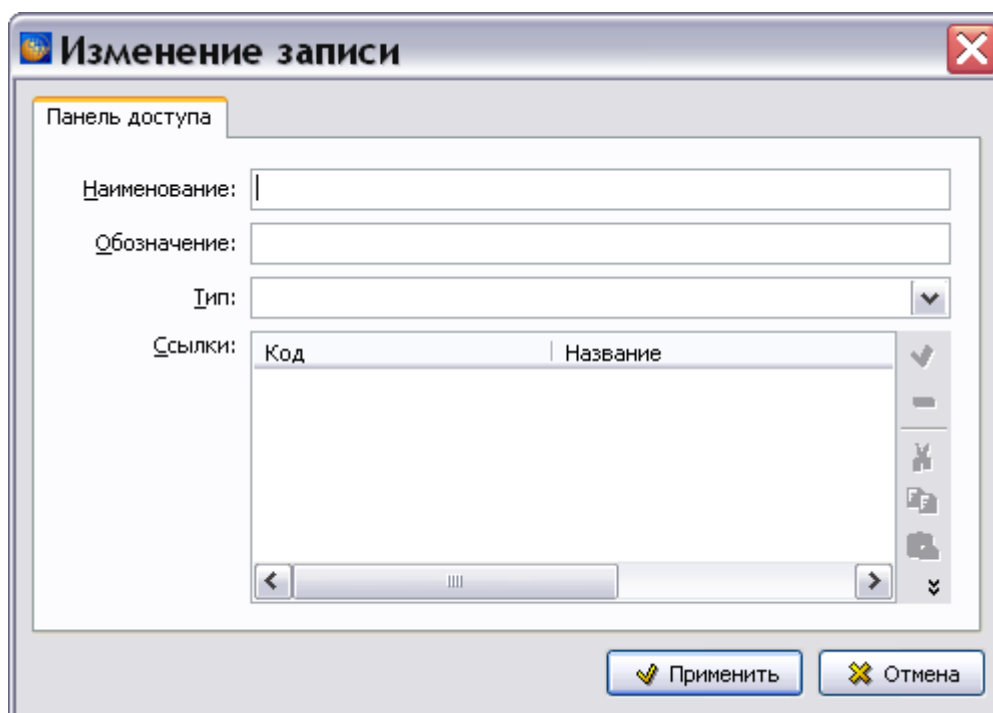 Изменение записи
Панель доступа
Наименование:
Обозначение:
Тип:
Ссылки:
Код Название
Применить Отмена